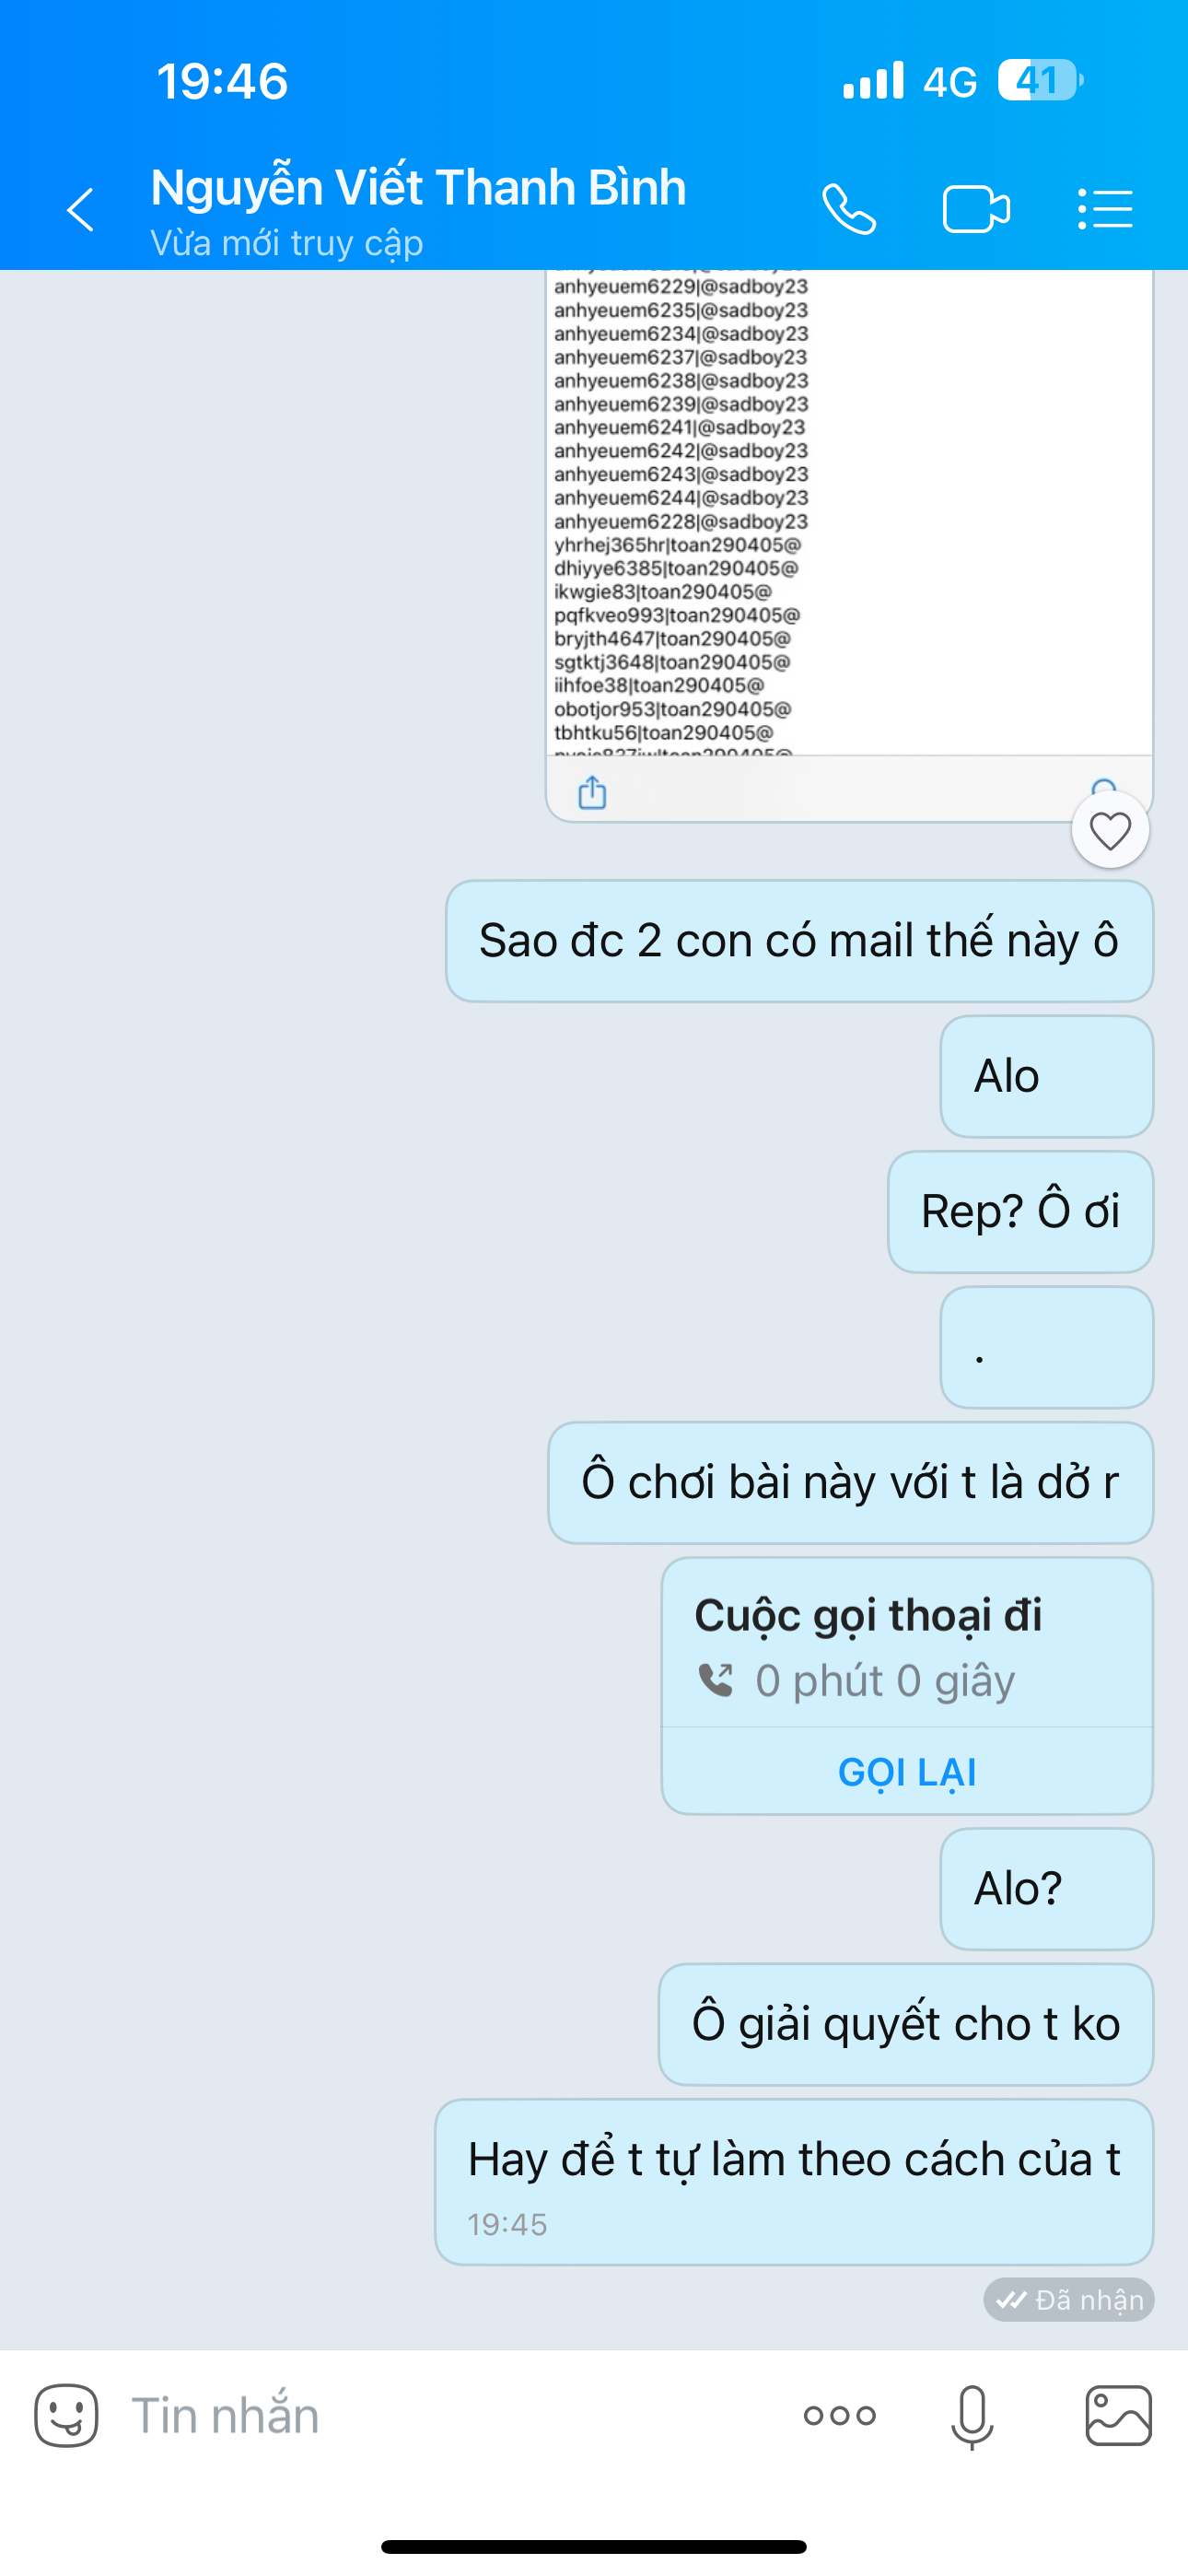 19:46
4G 41
Nguyễn Viết Thanh Bình
Vừa mới truy cập
anhyeuem6229|@sadboy23
anhyeuem6235|@sadboy23
anhyeuem6234|@sadboy23
anhyeuem6237|@sadboy23
anhyeuem6238|@sadboy23
anhyeuem6239|@sadboy23
anhyeuem6241|@sadboy23
anhyeuem6242|@sadboy23
anhyeuem6243|@sadboy23
anhyeuem6244|@sadboy23
anhyeuem6228|@sadboy23
yhrhej365hr|toan290405@
dhiyye6385|toan290405@
ikwgie83|toan290405@
pqfkveo993|toan290405@
bryjth4647|toan290405@
sgtktj3648|toan290405@
iihfoe38|toan290405@
obotjor953|toan290405@
tbhtku56|toan290405@
Sao đc 2 con có mail thế này ô
Alo
Rep? Ô ơi
.
Ô chơi bài này với t là dở r
Cuộc gọi thoại đi
0 phút 0 giây
GỌI LẠI
Alo?
Ô giải quyết cho t ko
Hay để t tự làm theo cách của t
19:45
Đã nhận
Tin nhắn